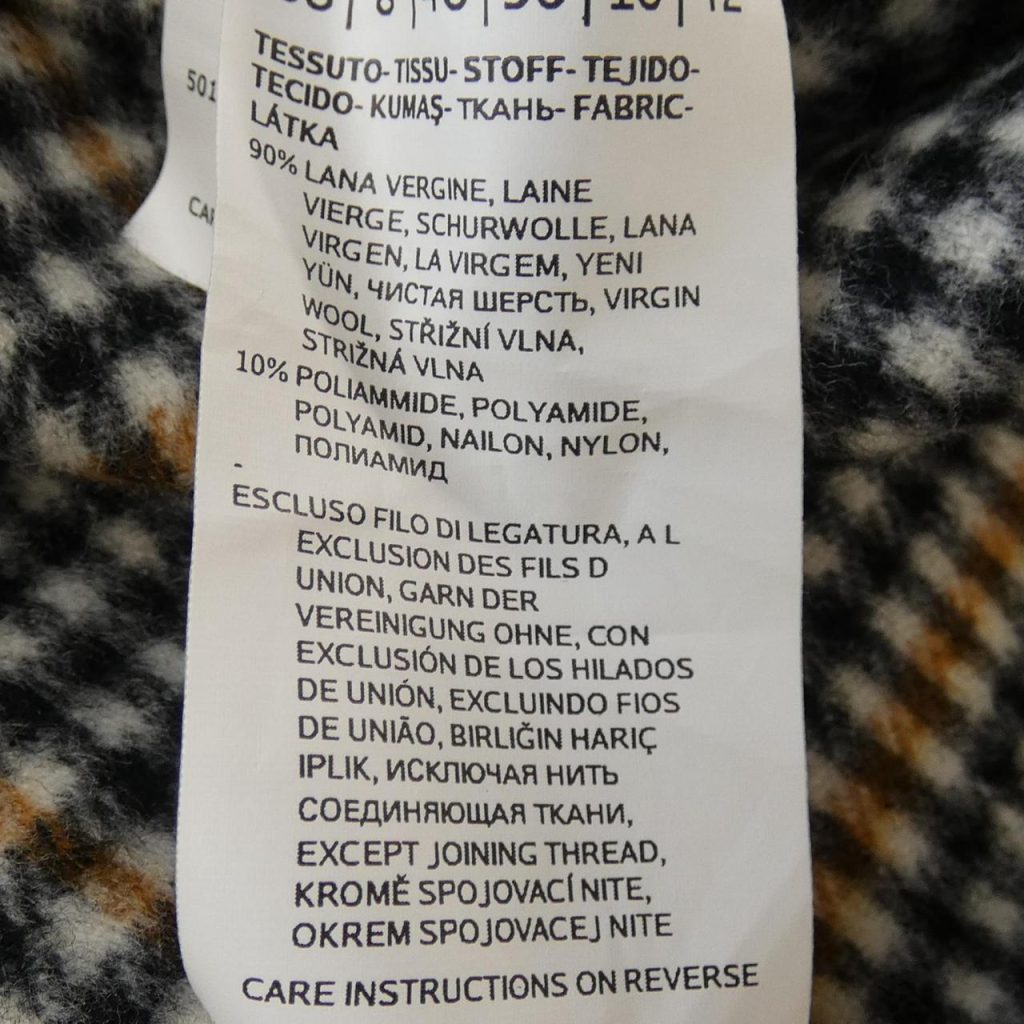 TESSUTO- TISSU- STOFF- TEJIDO-
TECIDO- KUMAŞ- ТКАНЬ- FABRIC-
LÁTKA
90% LANA VERGINE, LAINE
VIERGE, SCHURWOLLE, LANA
VIRGEN, LA VIRGEM, YENI
YÜN, ЧИСТАЯ ШЕРСТЬ, VIRGIN
WOOL, STŘIŽNÍ VLNA,
STRIŽNÁ VLNA
10% POLIAMMIDE, POLYAMIDE,
POLYAMID, NAILON, NYLON,
ПОЛИАМИД
-
ESCLUSO FILO DI LEGATURA, A L
EXCLUSION DES FILS D
UNION, GARN DER
VEREINIGUNG OHNE, CON
EXCLUSIÓN DE LOS HILADOS
DE UNIÓN, EXCLUINDO FIOS
DE UNIÃO, BIRLIĞIN HARIÇ
IPLIK, ИСКЛЮЧАЯ НИТЬ
СОЕДИНЯЮЩАЯ ТКАНИ,
EXCEPT JOINING THREAD,
KROMĚ SPOJOVACÍ NITE,
OKREM SPOJOVACEJ NITE
CARE INSTRUCTIONS ON REVERSE
501